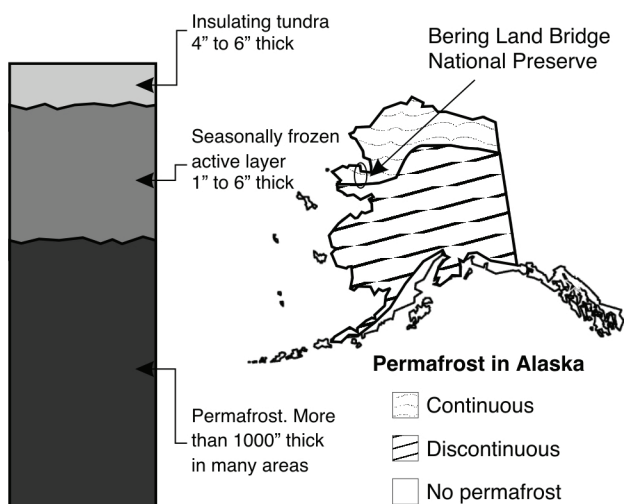 Insulating tundra
4” to 6” thick
Seasonally frozen
active layer
1” to 6” thick
Permafrost. More
than 1000” thick
in many areas
Bering Land Bridge
National Preserve
Permafrost in Alaska
Continuous
Discontinuous
No permafrost